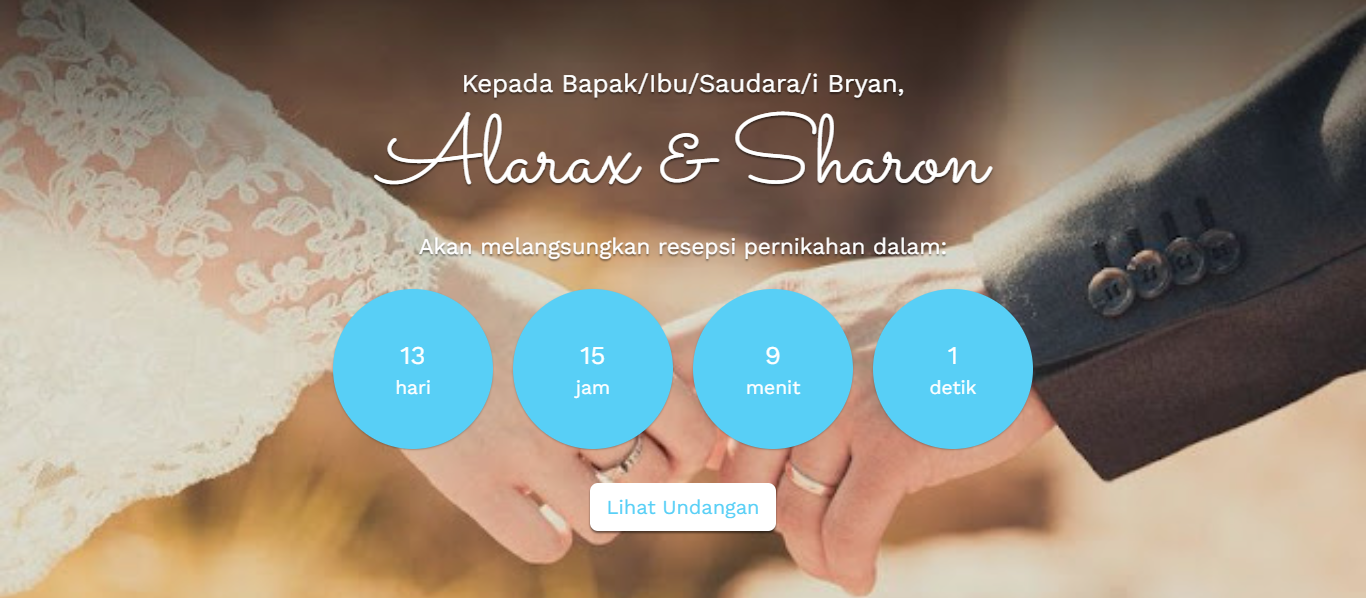 Kepada Bapak/Ibu/Saudara/i Bryan,
Alarax & Sharon
Akan melangsungkan resepsi pernikahan dalam:
13 15 9 1
hari jam menit detik
Lihat Undangan